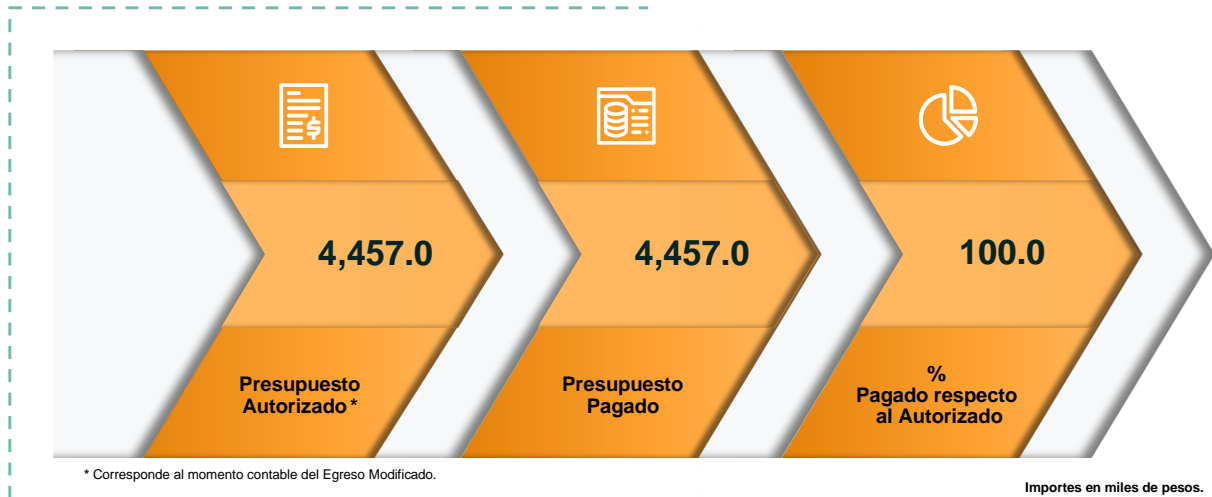 4,457.0
4,457.0
100.0
Presupuesto
Autorizado *
Presupuesto
Pagado
%
Pagado respecto
al Autorizado
* Corresponde al momento contable del Egreso Modificado.
Importes en miles de pesos.